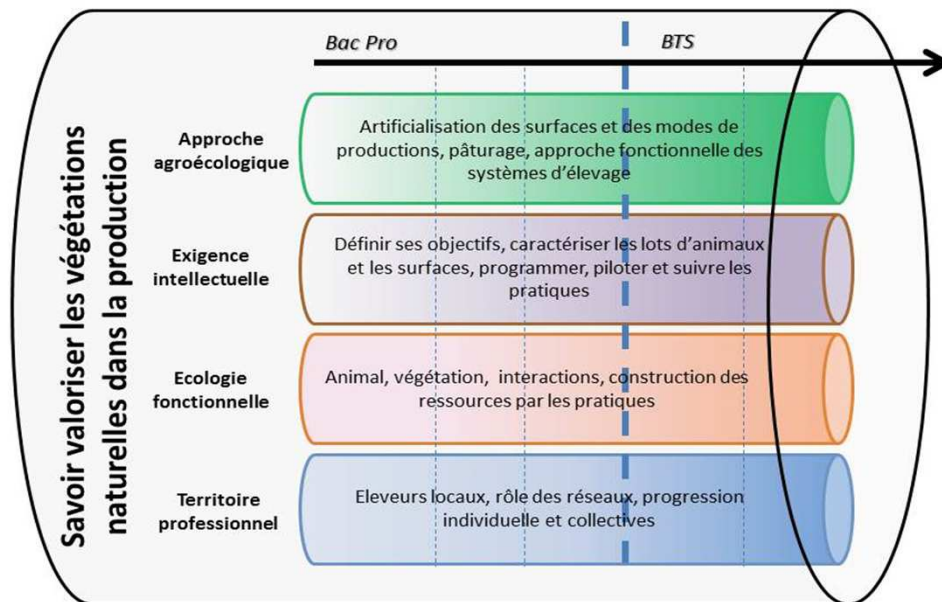 Bac Pro
BTS
Savoir valoriser les végétations
naturelles dans la production
Approche
agroécologique
Artificialisation des surfaces et des modes de
productions, pâturage, approche fonctionnelle des
systèmes d'élevage
Exigence
intellectuelle
Définir ses objectifs, caractériser les lots d'animaux
et les surfaces, programmer, piloter et suivre les
pratiques
Ecologie
fonctionnelle
Animal, végétation, interactions, construction des
ressources par les pratiques
Territoire
professionnel
Eleveurs locaux, rôle des réseaux, progression
individuelle et collectives